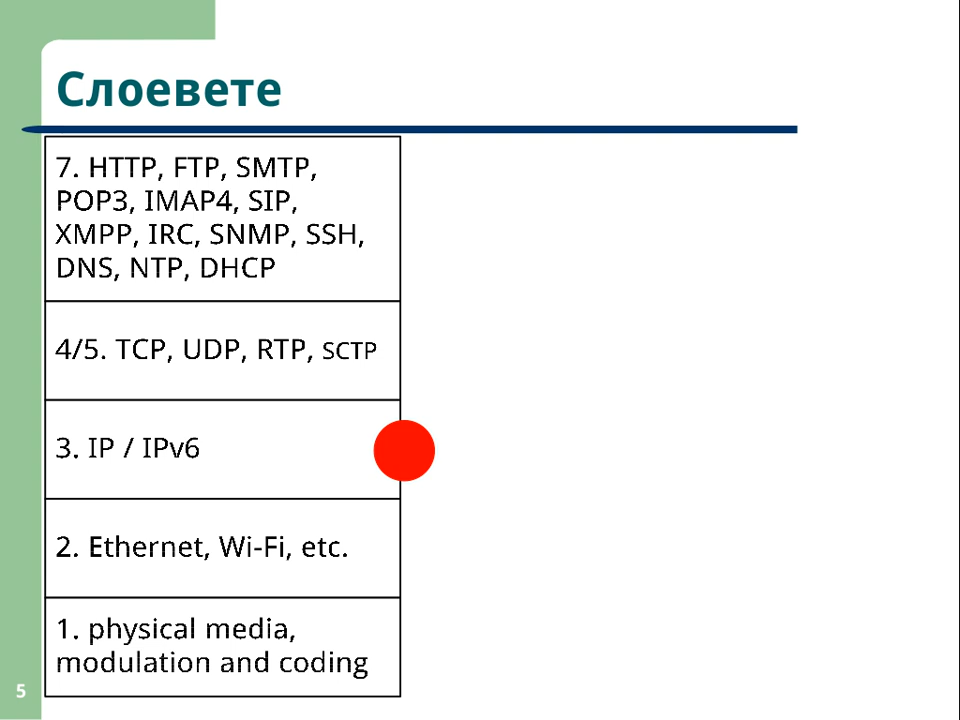 Слоевете
7. HTTP, FTP, SMTP,
POP3, IMAP4, SIP,
XMPP, IRC, SNMP, SSH,
DNS, NTP, DHCP
4/5. TCP, UDP, RTP, SCTP
3. IP / IPv6
2. Ethernet, Wi-Fi, etc.
1. physical media,
modulation and coding
5